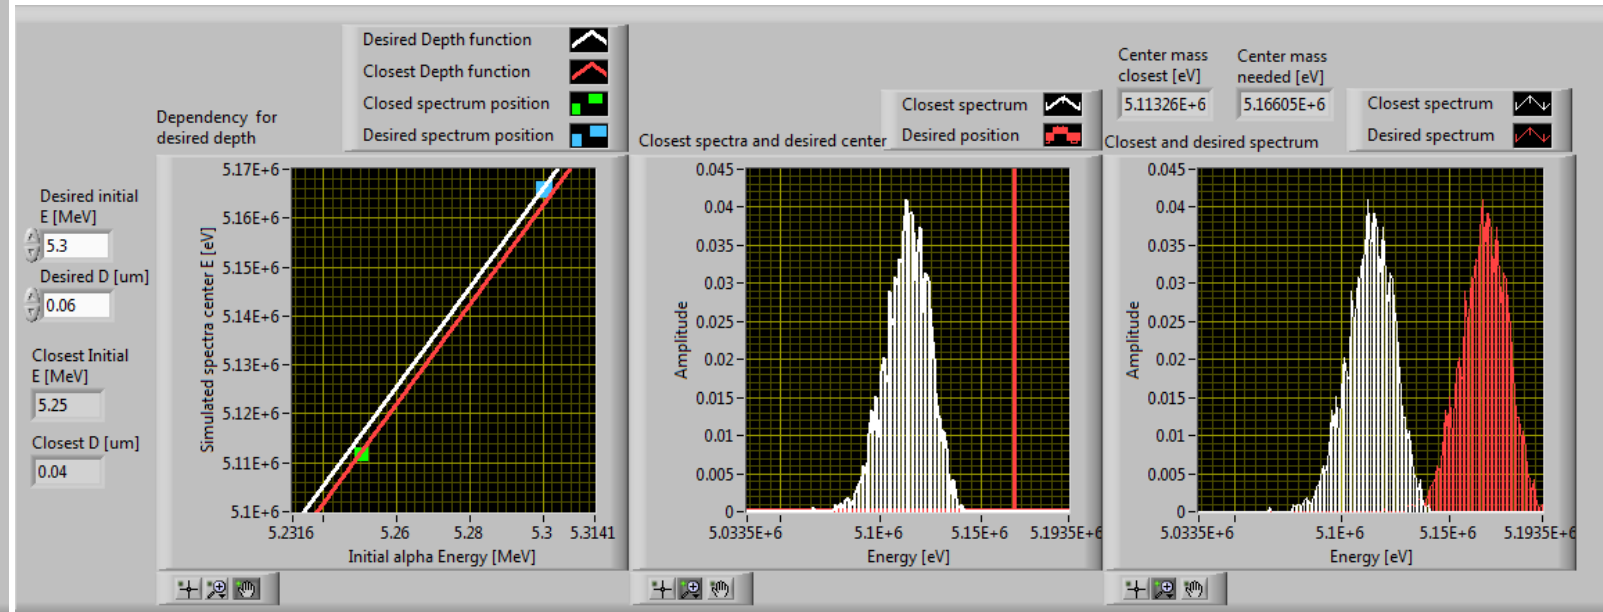 Desired Depth function
Closest Depth function
Closed spectrum position
Desired spectrum position
Dependency for
desired depth
Desired initial
E [MeV]
5.3
Desired D [um]
0.06
Closest Initial
E [MeV]
5.25
Closest D [um]
0.04
Simulated spectra center E [eV]
5.17E+6
5.16E+6
5.15E+6
5.14E+6
5.13E+6
5.12E+6
5.11E+6
5.1E+6
5.2316 5.26 5.28 5.3 5.3141
Initial alpha Energy [MeV]
Closest spectrum
Desired position
Closest spectra and desired center
Amplitude
0.045
0.04
0.035
0.03
0.025
0.02
0.015
0.01
0.005
0
5.0335E+6 5.1E+6 5.15E+6 5.1935E+6
Energy [eV]
Center mass
closest [eV]
5.11326E+6
Center mass
needed [eV]
5.16605E+6
Closest spectrum
Desired spectrum
Closest and desired spectrum
Amplitude
0.045
0.04
0.035
0.03
0.025
0.02
0.015
0.01
0.005
0
5.0335E+6 5.1E+6 5.15E+6 5.1935E+6
Energy [eV]